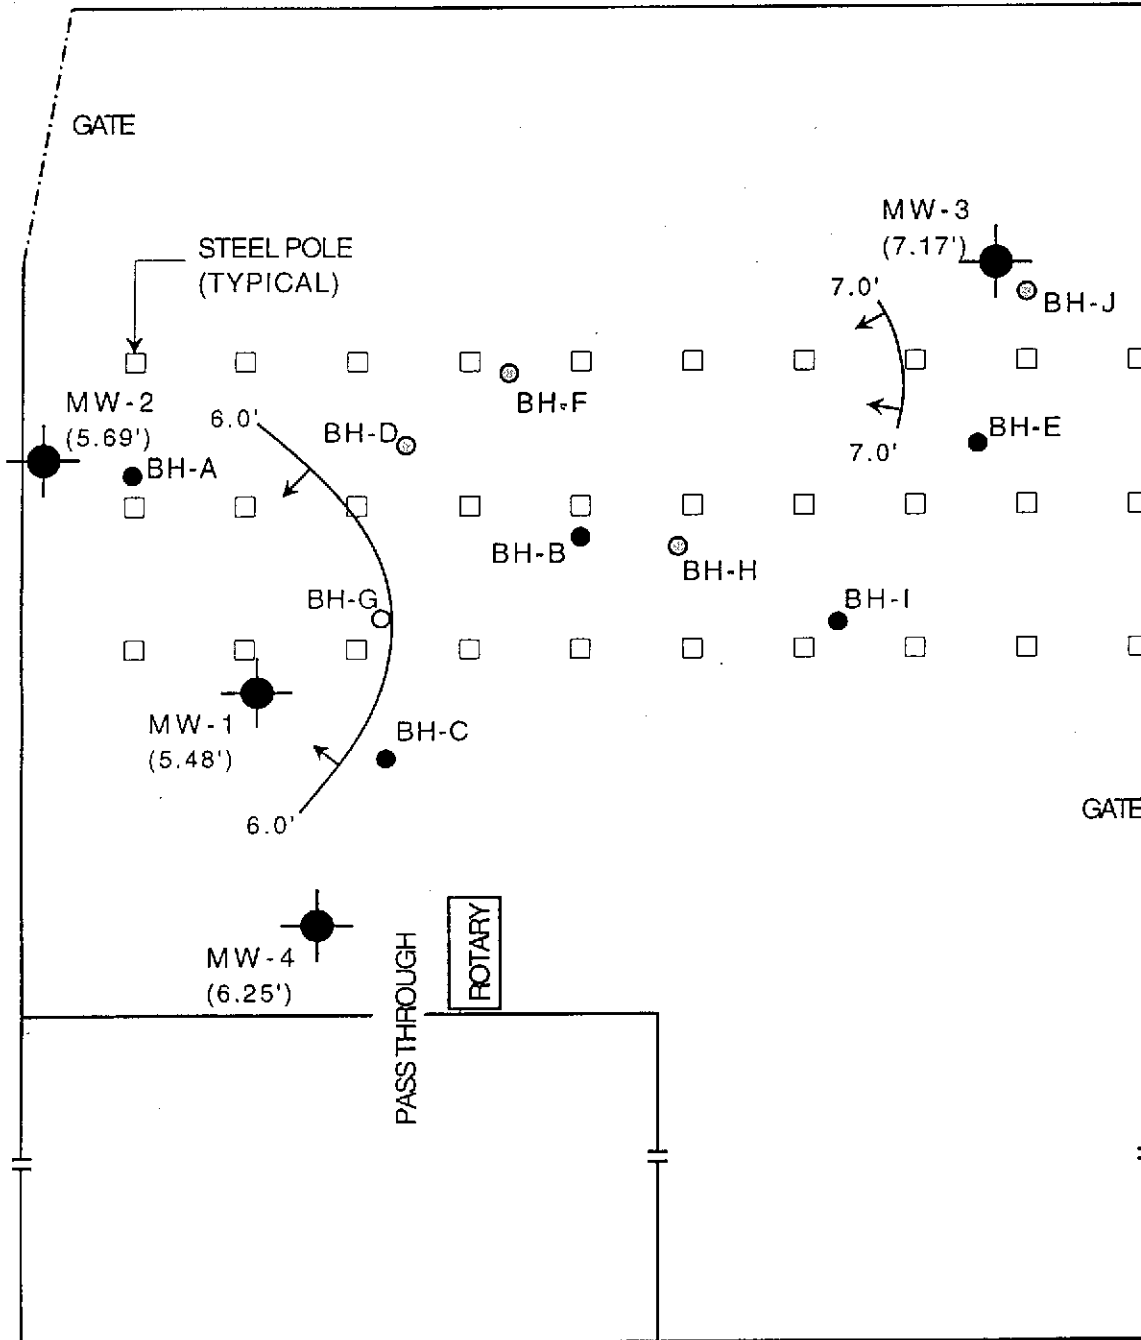 GATE
MW-3
(7.17')
STEEL POLE
(TYPICAL)
7.0'
BH-J
MW-2
(5.69')
6.0'
BH-D
BH-F
7.0'
BH-E
BH-A
BH-B
BH-H
BH-G
BH-I
MW-1
(5.48')
BH-C
6.0'
GATE
MW-4
(6.25')
PASS THROUGH
ROTARY